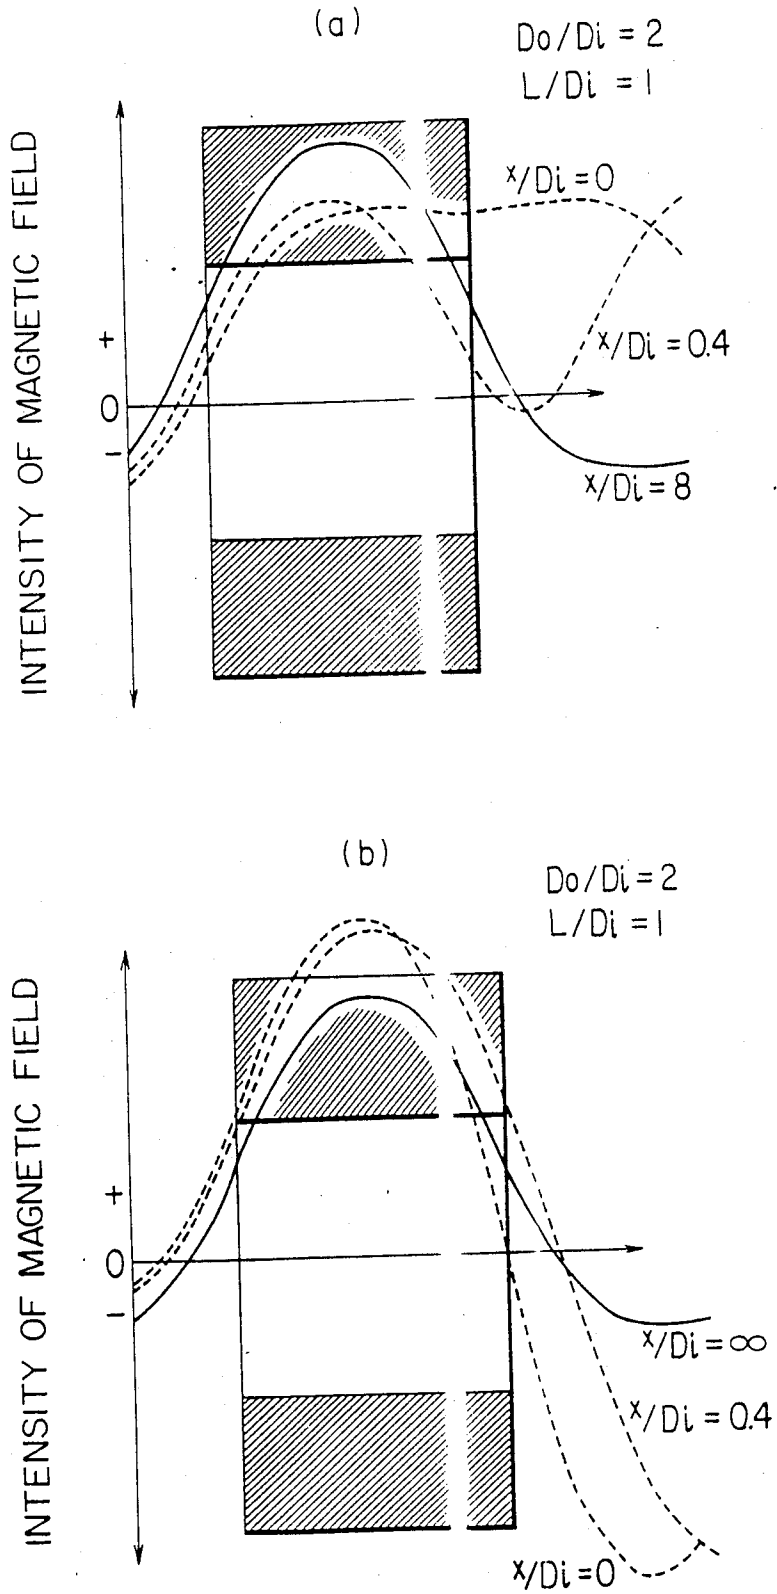 (a)
Do/Di = 2
L/Di = 1
INTENSITY OF MAGNETIC FIELD
x/Di = 0
+
x/Di = 0.4
0
−
x/Di = 8
(b)
Do/Di = 2
L/Di = 1
INTENSITY OF MAGNETIC FIELD
+
0
−
x/Di = ∞
x/Di = 0.4
x/Di = 0